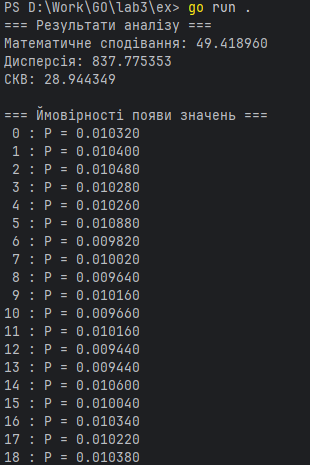 PS D:\Work\GO\lab3\ex> go run .
=== Результати аналізу ===
Математичне сподівання: 49.418960
Дисперсія: 837.775353
СКВ: 28.944349
=== Ймовірності появи значень ===
0 : P = 0.010320
1 : P = 0.010400
2 : P = 0.010480
3 : P = 0.010280
4 : P = 0.010260
5 : P = 0.010880
6 : P = 0.009820
7 : P = 0.010020
8 : P = 0.009640
9 : P = 0.010160
10 : P = 0.009660
11 : P = 0.010160
12 : P = 0.009440
13 : P = 0.009440
14 : P = 0.010600
15 : P = 0.010040
16 : P = 0.010340
17 : P = 0.010220
18 : P = 0.010380